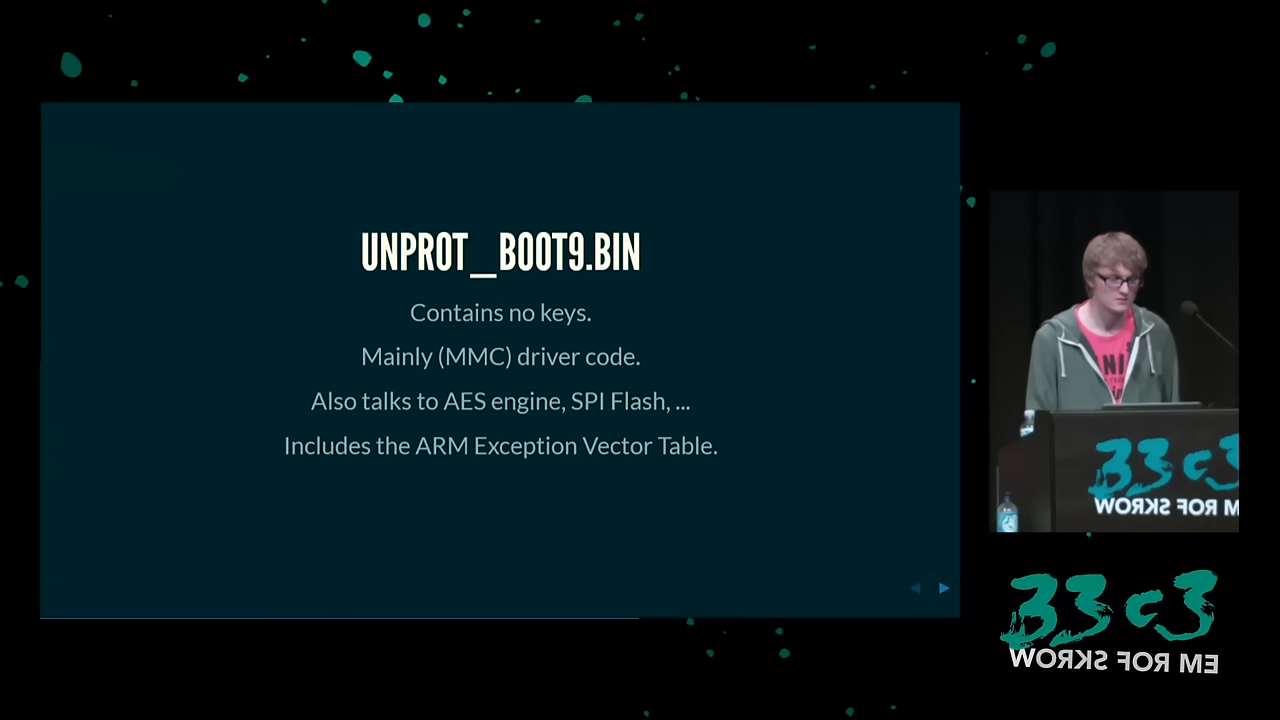 UNPROT_BOOT9.BIN
Contains no keys.
Mainly (MMC) driver code.
Also talks to AES engine, SPI Flash, ...
Includes the ARM Exception Vector Table.
33c3
WORKS FOR M
33c3
WORKS FOR ME